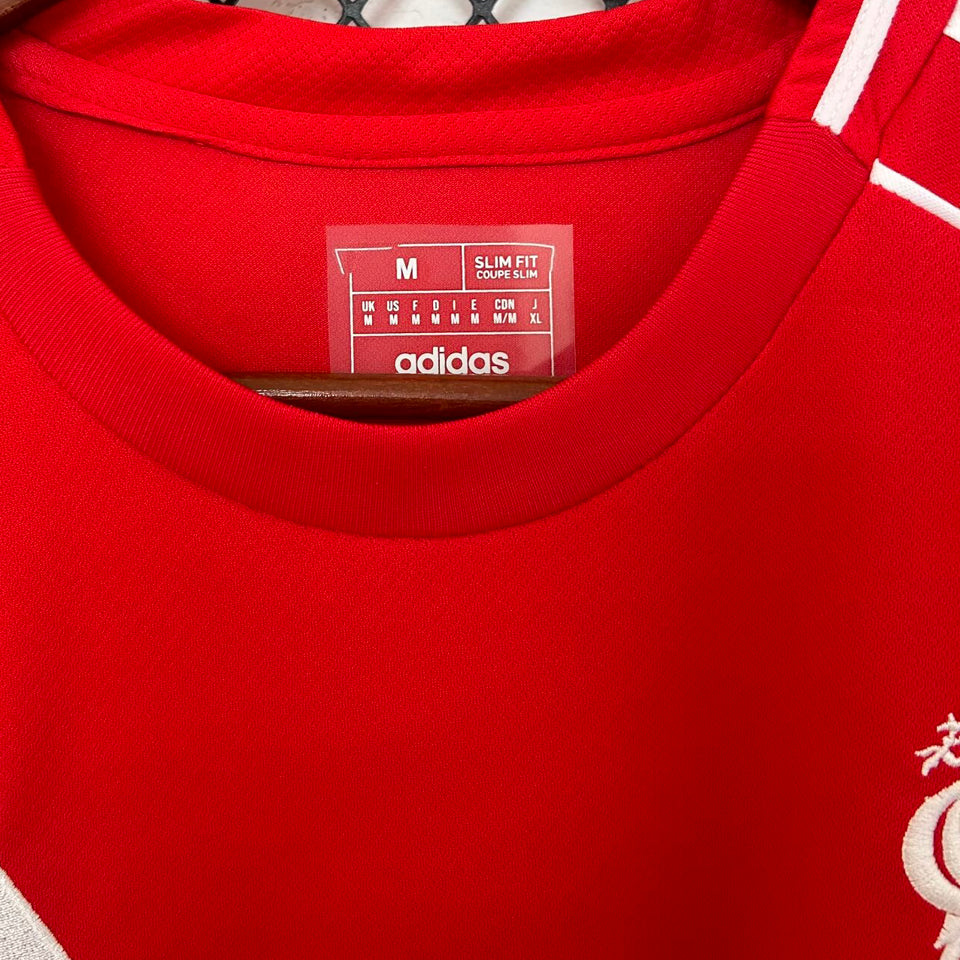 M
SLIM FIT
COUPE SLIM
UK US F D I E CDN J
M M M M M M M/M XL
adidas